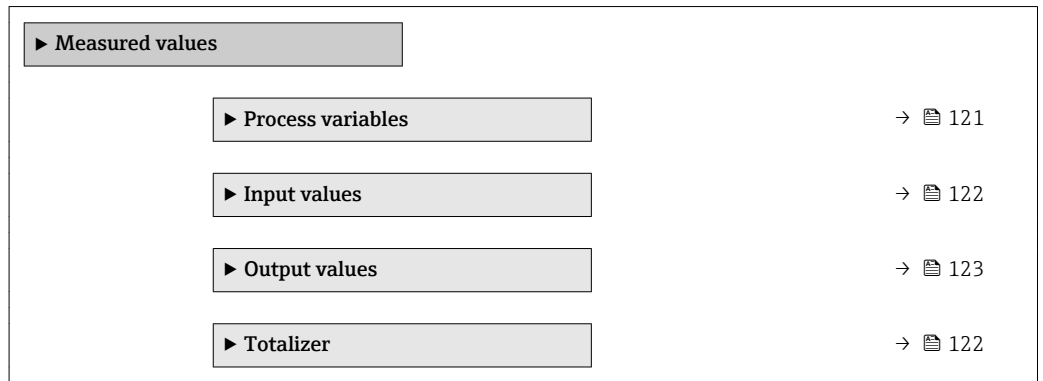 ► Measured values
► Process variables → 121
► Input values → 122
► Output values → 123
► Totalizer → 122